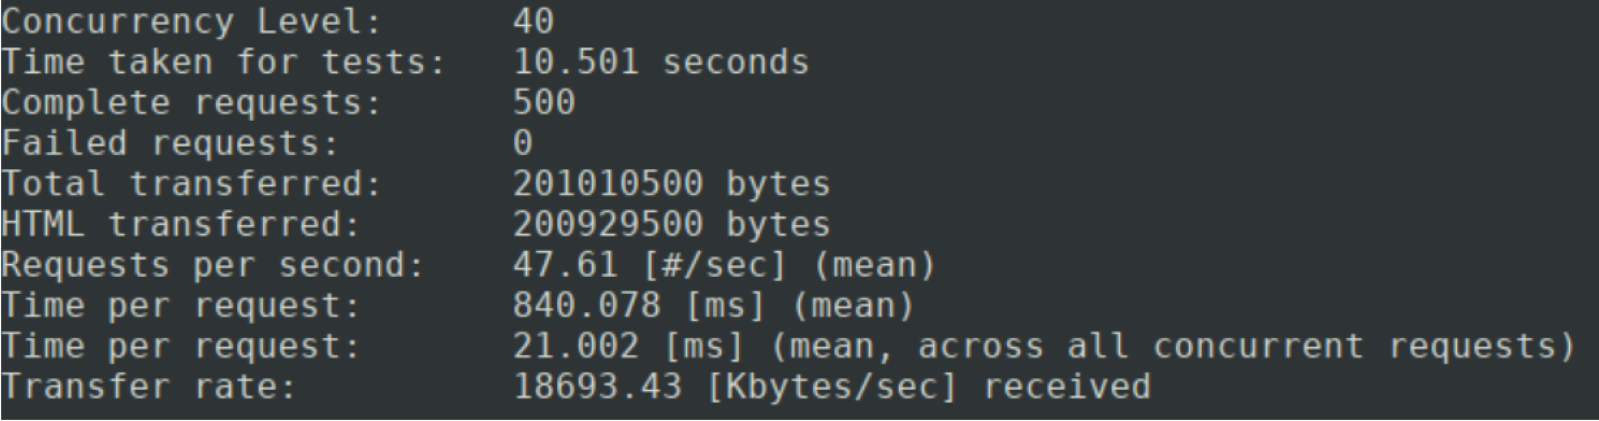 Concurrency Level: 40
Time taken for tests: 10.501 seconds
Complete requests: 500
Failed requests: 0
Total transferred: 201010500 bytes
HTML transferred: 200929500 bytes
Requests per second: 47.61 [#/sec] (mean)
Time per request: 840.078 [ms] (mean)
Time per request: 21.002 [ms] (mean, across all concurrent requests)
Transfer rate: 18693.43 [Kbytes/sec] received